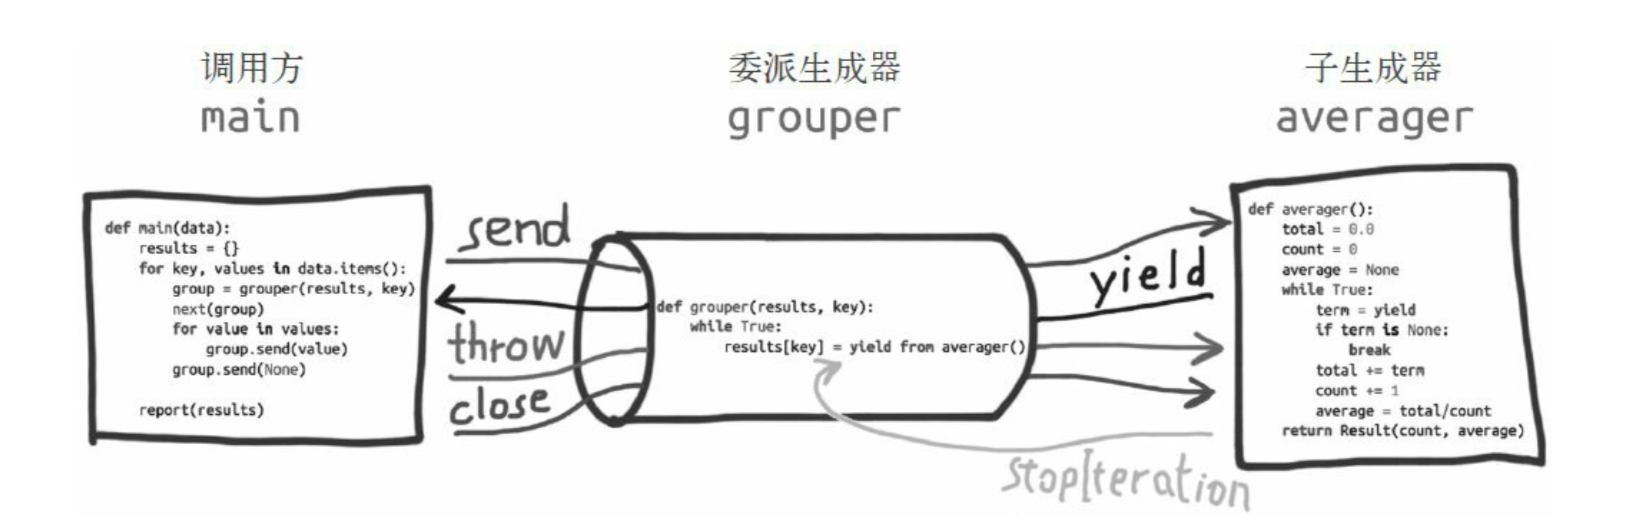 调用方
main
委派生成器
grouper
子生成器
averager
def main(data):
    results = {}
    for key, values in data.items():
        group = grouper(results, key)
        next(group)
        for value in values:
            group.send(value)
        group.send(None)
    report(results)
send
throw
close
def grouper(results, key):
    while True:
        results[key] = yield from averager()
yield
StopIteration
def averager():
    total = 0.0
    count = 0
    average = None
    while True:
        term = yield
        if term is None:
            break
        total += term
        count += 1
        average = total/count
    return Result(count, average)